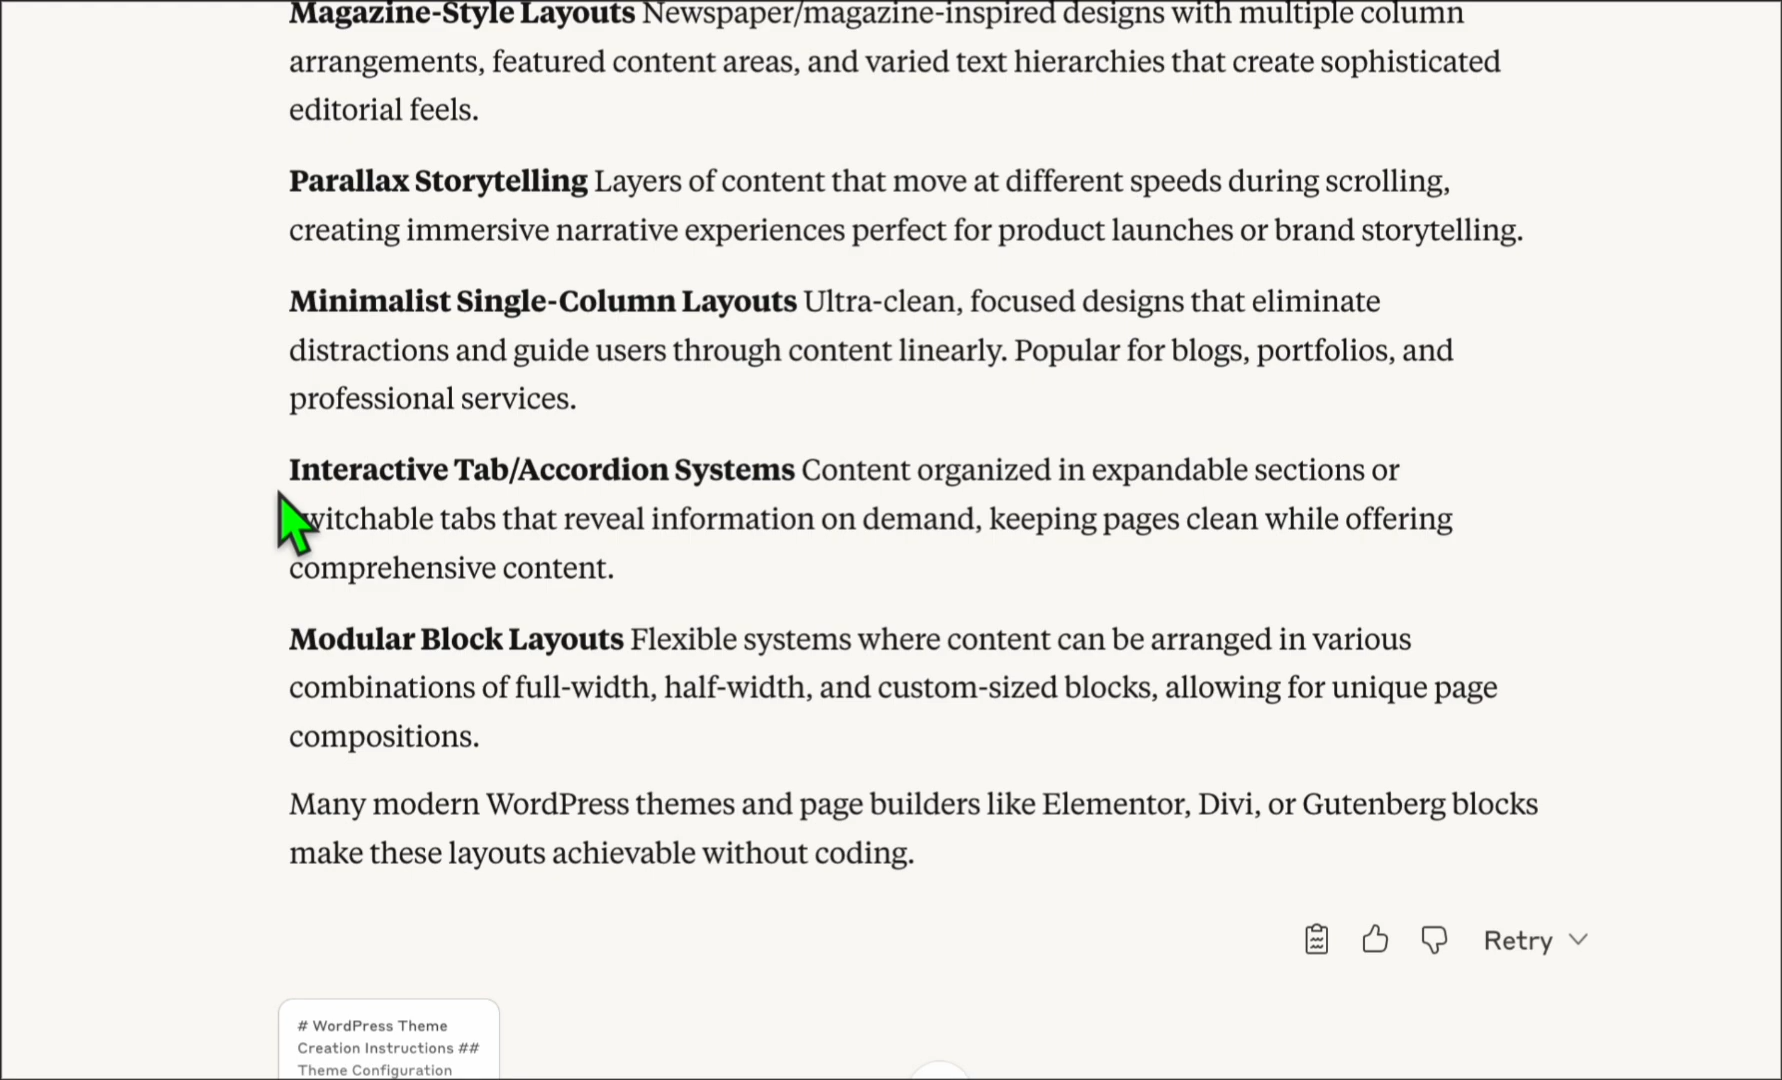 Magazine-Style Layouts Newspaper/magazine-inspired designs with multiple column
arrangements, featured content areas, and varied text hierarchies that create sophisticated
editorial feels.
Parallax Storytelling Layers of content that move at different speeds during scrolling,
creating immersive narrative experiences perfect for product launches or brand storytelling.
Minimalist Single-Column Layouts Ultra-clean, focused designs that eliminate
distractions and guide users through content linearly. Popular for blogs, portfolios, and
professional services.
Interactive Tab/Accordion Systems Content organized in expandable sections or
switchable tabs that reveal information on demand, keeping pages clean while offering
comprehensive content.
Modular Block Layouts Flexible systems where content can be arranged in various
combinations of full-width, half-width, and custom-sized blocks, allowing for unique page
compositions.
Many modern WordPress themes and page builders like Elementor, Divi, or Gutenberg blocks
make these layouts achievable without coding.
Retry
# WordPress Theme
Creation Instructions ##
Theme Configuration